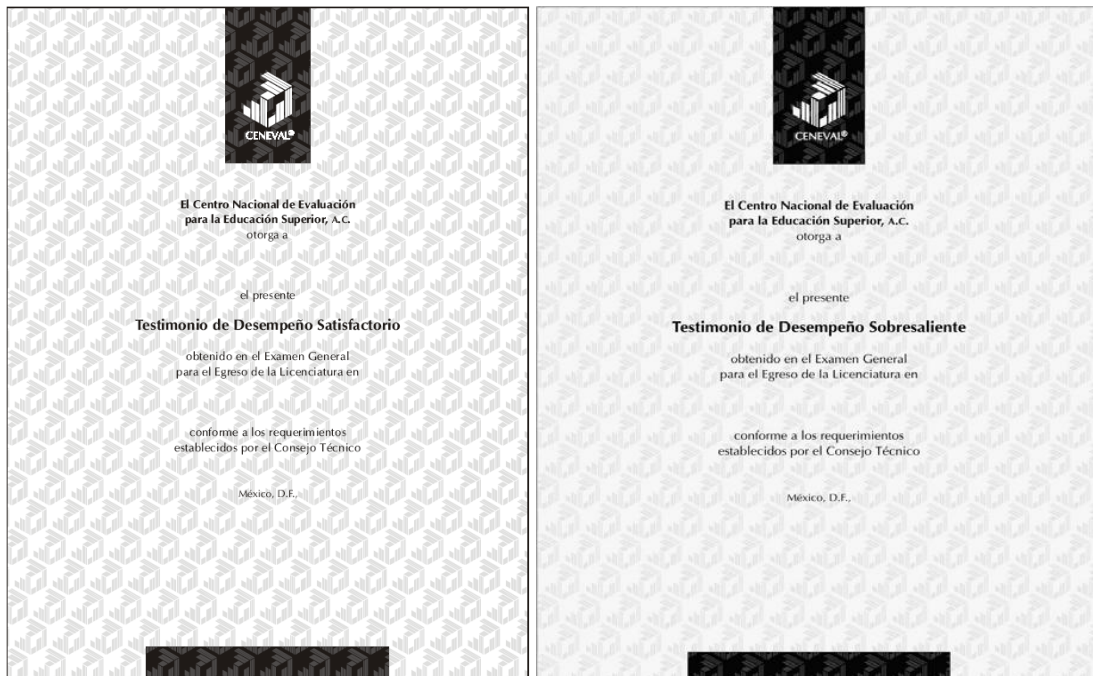 CENEVAL®
El Centro Nacional de Evaluación
para la Educación Superior, A.C.
otorga a
el presente
Testimonio de Desempeño Satisfactorio
obtenido en el Examen General
para el Egreso de la Licenciatura en
conforme a los requerimientos
establecidos por el Consejo Técnico
México, D.F.,
CENEVAL®
El Centro Nacional de Evaluación
para la Educación Superior, A.C.
otorga a
el presente
Testimonio de Desempeño Sobresaliente
obtenido en el Examen General
para el Egreso de la Licenciatura en
conforme a los requerimientos
establecidos por el Consejo Técnico
México, D.F.,